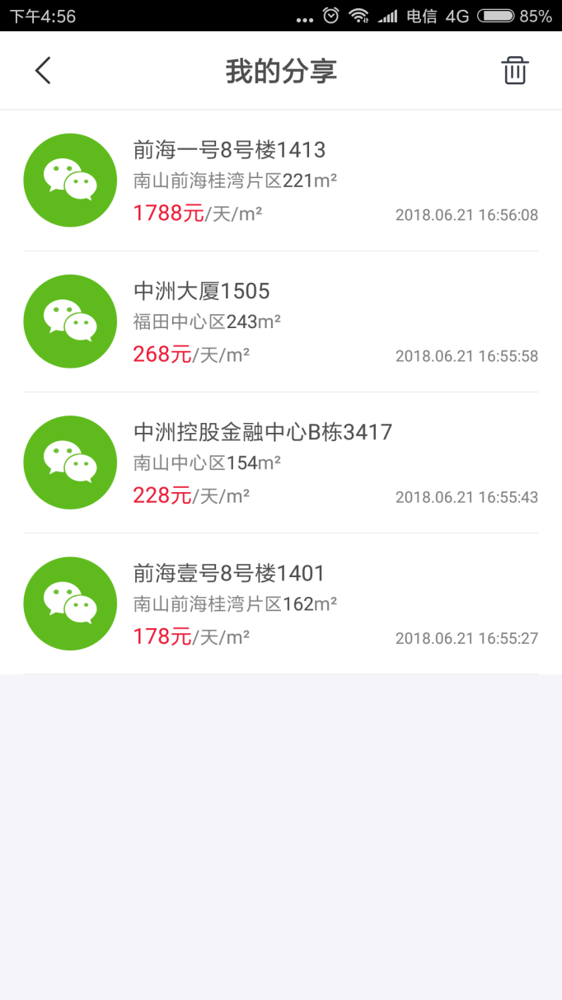 下午4:56
... 电信 4G 85%
我的分享
前海一号8号楼1413
南山前海桂湾片区221m²
1788元/天/m²
2018.06.21 16:56:08
中洲大厦1505
福田中心区243m²
268元/天/m²
2018.06.21 16:55:58
中洲控股金融中心B栋3417
南山中心区154m²
228元/天/m²
2018.06.21 16:55:43
前海壹号8号楼1401
南山前海桂湾片区162m²
178元/天/m²
2018.06.21 16:55:27